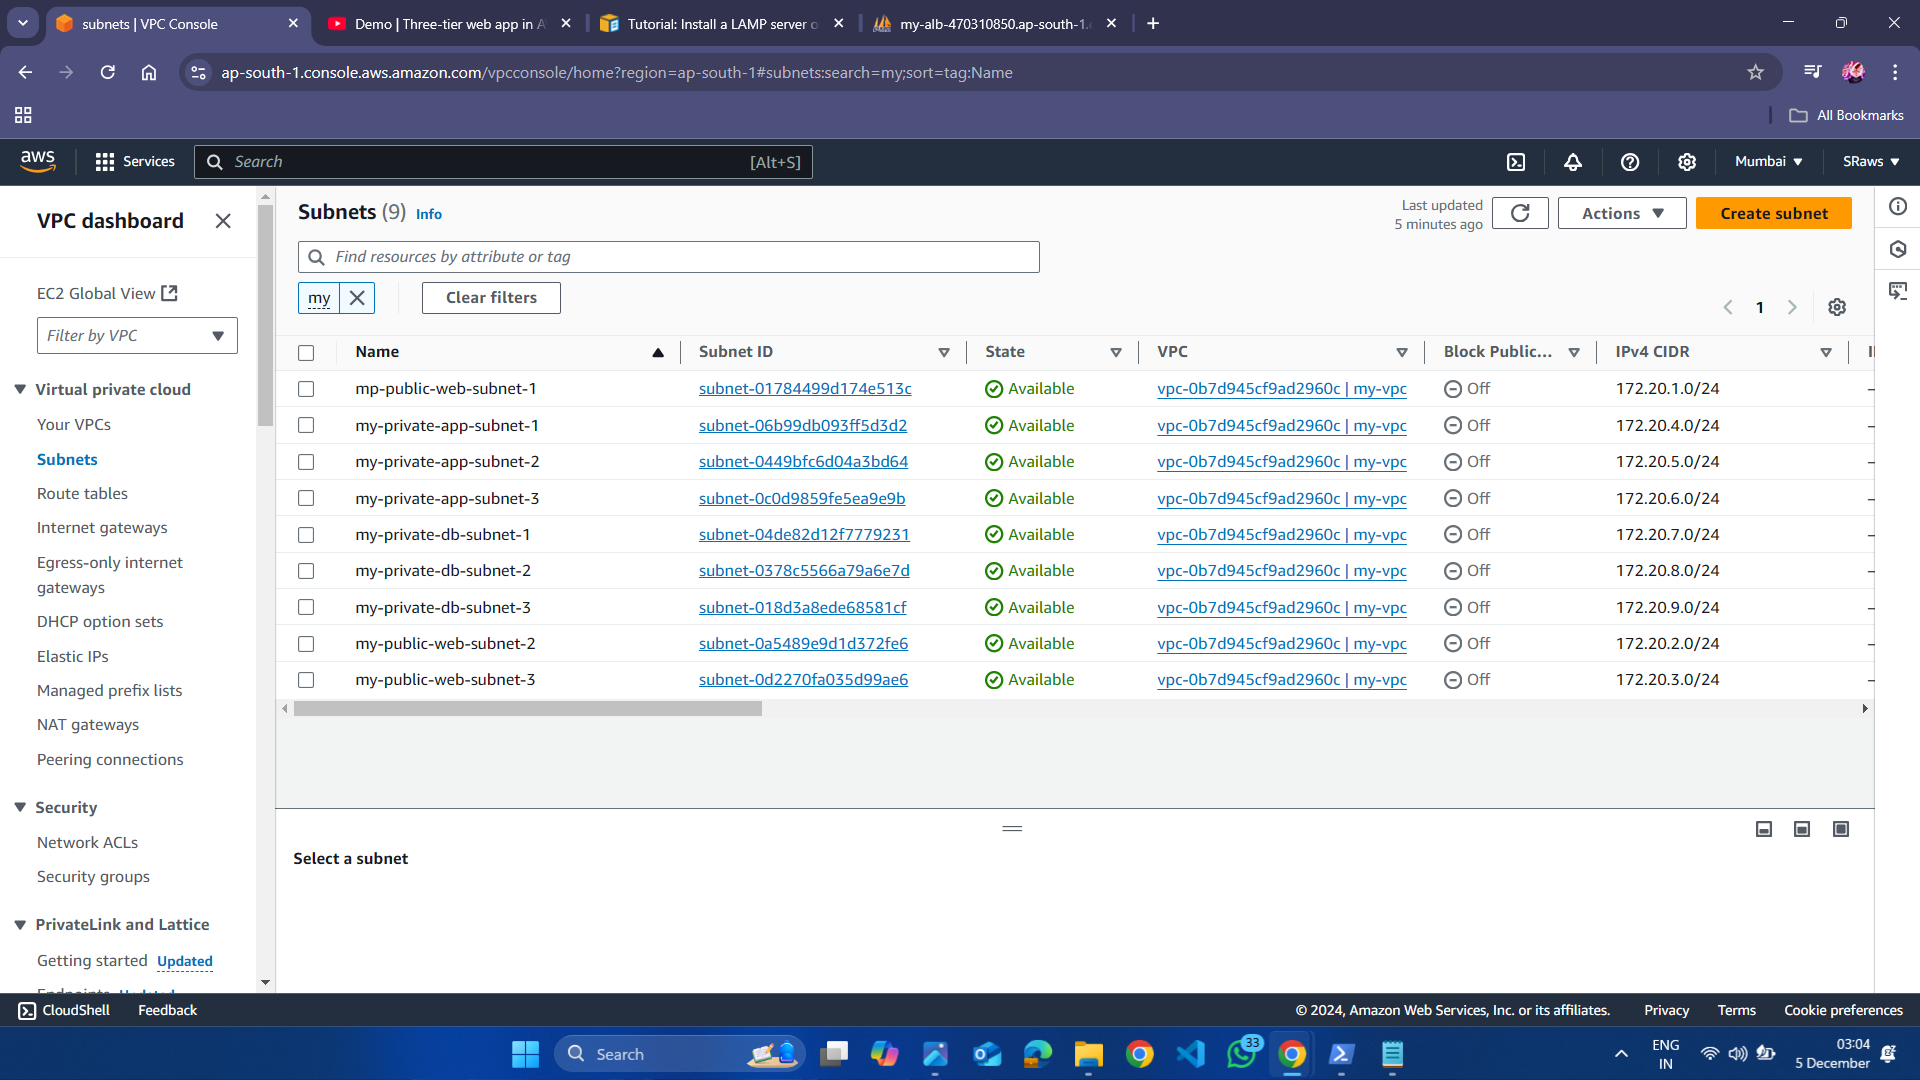 subnets | VPC Console
Demo | Three-tier web app in A
Tutorial: Install a LAMP server o
my-alb-470310850.ap-south-1.
ap-south-1.console.aws.amazon.com/vpcconsole/home?region=ap-south-1#subnets:search=my;sort=tag:Name
All Bookmarks
aws
Services
Search
[Alt+S]
Mumbai
SRaws
VPC dashboard
EC2 Global View
Filter by VPC
Virtual private cloud
Your VPCs
Subnets
Route tables
Internet gateways
Egress-only internet
gateways
DHCP option sets
Elastic IPs
Managed prefix lists
NAT gateways
Peering connections
Security
Network ACLs
Security groups
PrivateLink and Lattice
Getting started Updated
Endpoints Updated
Subnets (9) Info
Last updated
5 minutes ago
Actions
Create subnet
Find resources by attribute or tag
my
Clear filters
1
Name Subnet ID State VPC Block Public... IPv4 CIDR
mp-public-web-subnet-1 subnet-01784499d174e513c Available vpc-0b7d945cf9ad2960c | my-vpc Off 172.20.1.0/24 –
my-private-app-subnet-1 subnet-06b99db093ff5d3d2 Available vpc-0b7d945cf9ad2960c | my-vpc Off 172.20.4.0/24 –
my-private-app-subnet-2 subnet-0449bfc6d04a3bd64 Available vpc-0b7d945cf9ad2960c | my-vpc Off 172.20.5.0/24 –
my-private-app-subnet-3 subnet-0c0d9859fe5ea9e9b Available vpc-0b7d945cf9ad2960c | my-vpc Off 172.20.6.0/24 –
my-private-db-subnet-1 subnet-04de82d12f7779231 Available vpc-0b7d945cf9ad2960c | my-vpc Off 172.20.7.0/24 –
my-private-db-subnet-2 subnet-0378c5566a79a6e7d Available vpc-0b7d945cf9ad2960c | my-vpc Off 172.20.8.0/24 –
my-private-db-subnet-3 subnet-018d3a8ede68581cf Available vpc-0b7d945cf9ad2960c | my-vpc Off 172.20.9.0/24 –
my-public-web-subnet-2 subnet-0a5489e9d1d372fe6 Available vpc-0b7d945cf9ad2960c | my-vpc Off 172.20.2.0/24 –
my-public-web-subnet-3 subnet-0d2270fa035d99ae6 Available vpc-0b7d945cf9ad2960c | my-vpc Off 172.20.3.0/24 –
Select a subnet
CloudShell
Feedback
© 2024, Amazon Web Services, Inc. or its affiliates.
Privacy
Terms
Cookie preferences
Search
33
ENG
IN
03:04
5 December